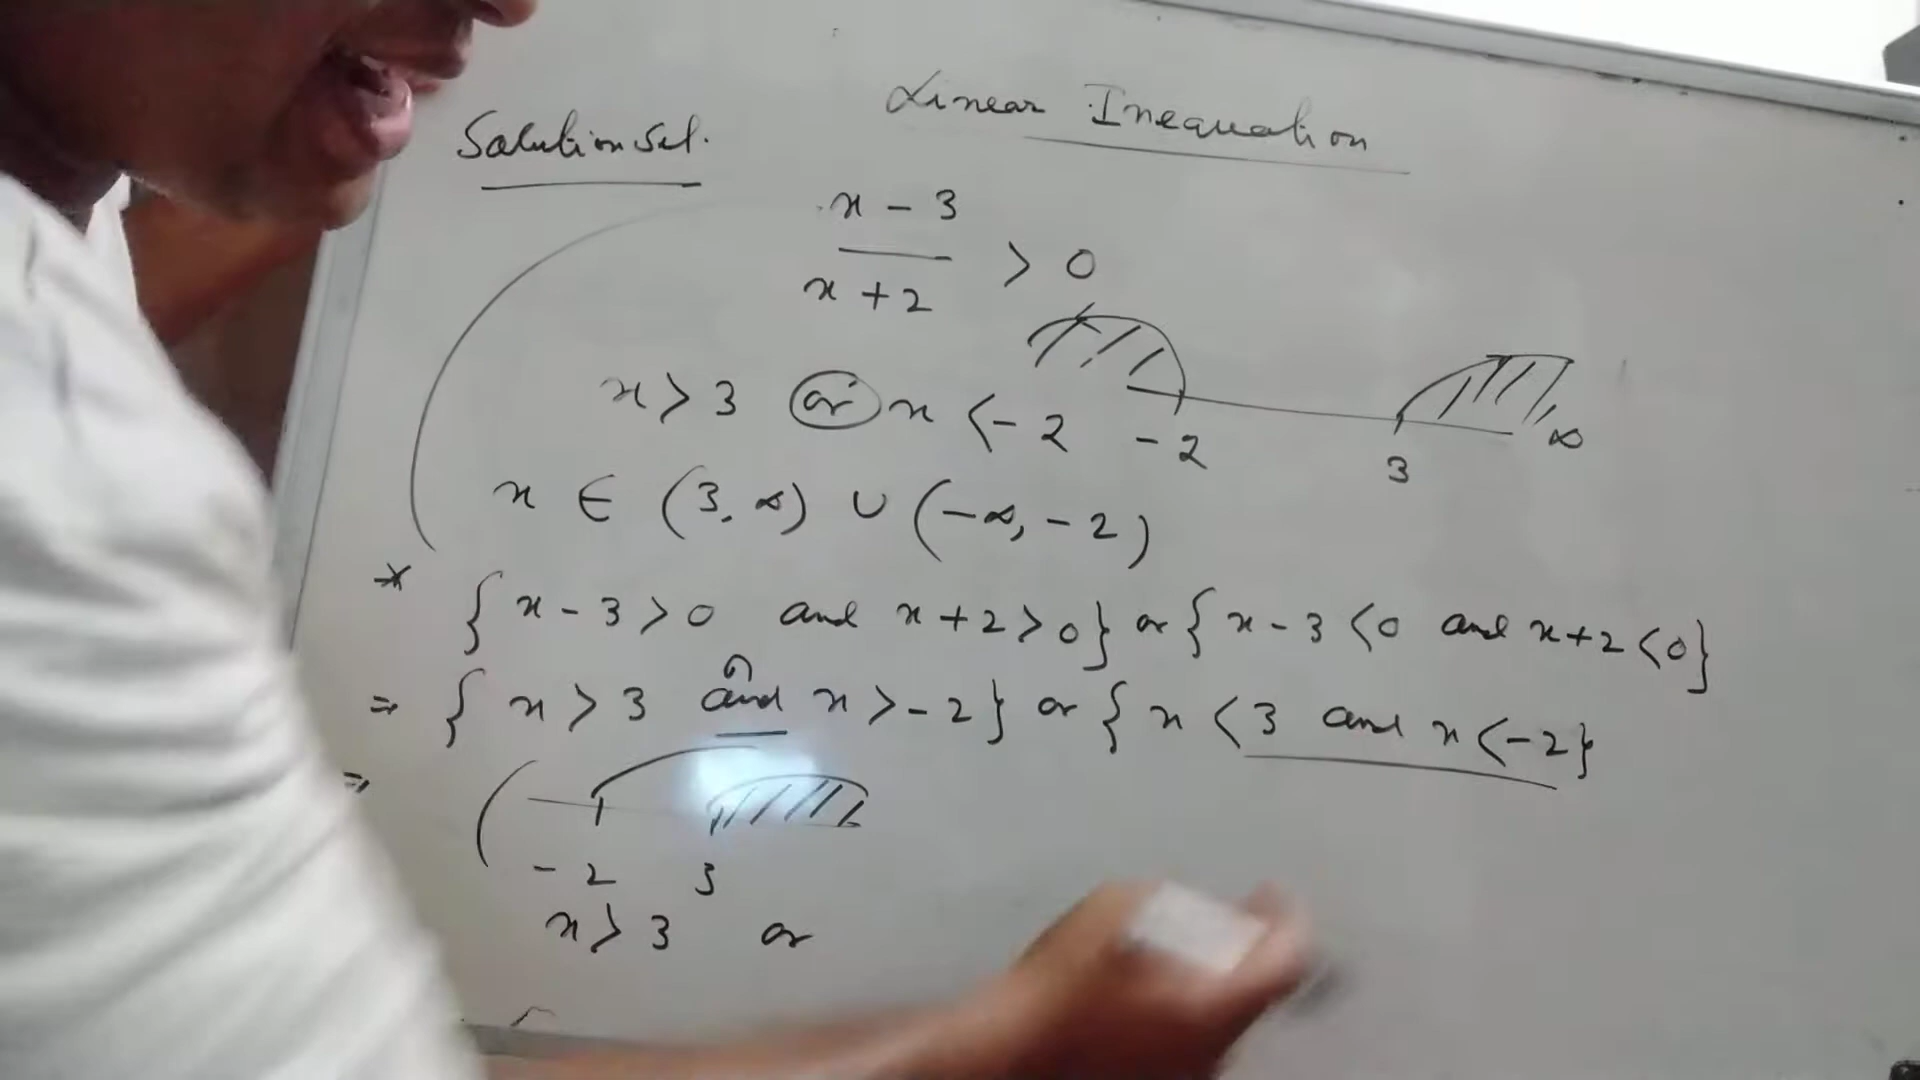 Linear Inequation
Solution Set.
x - 3
x + 2
> 0
x > 3 or x < - 2
- 2
3
∞
x ∈ (3, ∞) ∪ (-∞, - 2)
* { x - 3 > 0 and x + 2 > 0 } or { x - 3 < 0 and x + 2 < 0 }
= { x > 3 and x > - 2 } or { x < 3 and x < - 2 }
∩
=
- 2 3
x > 3 or